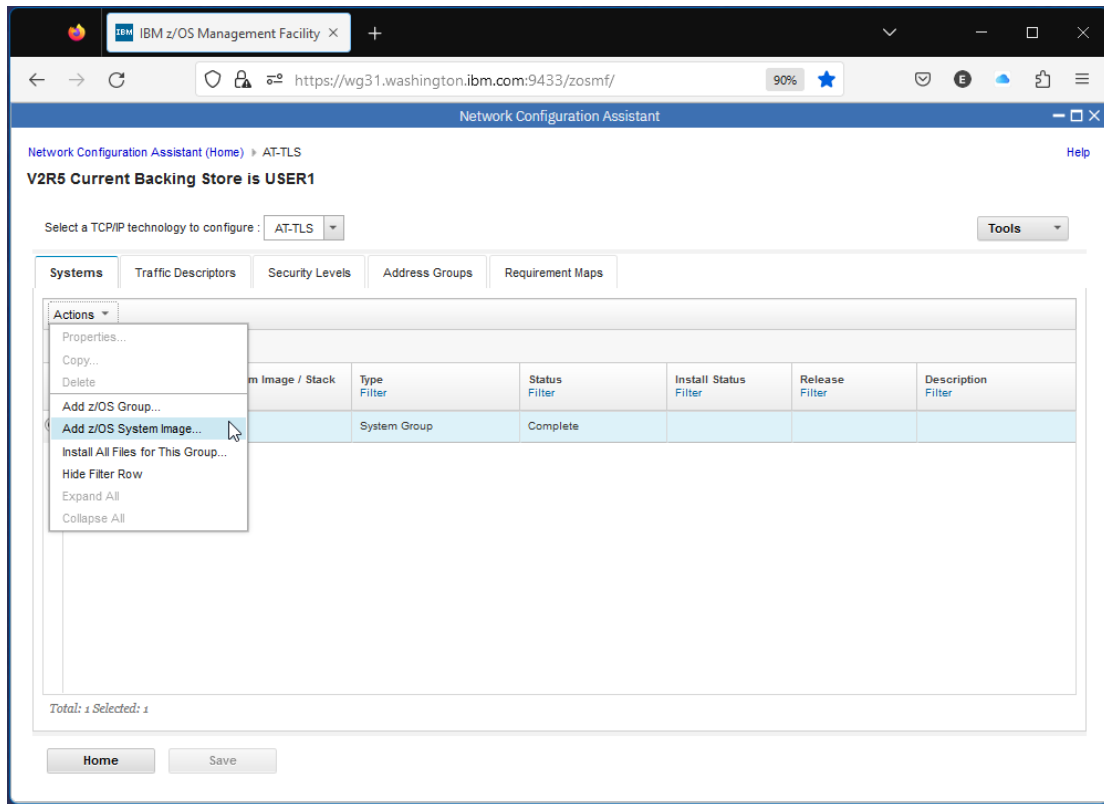 IBM IBM z/OS Management Facility
https://wg31.washington.ibm.com:9433/zosmf/ 90% E
Network Configuration Assistant
Network Configuration Assistant (Home) AT-TLS Help
V2R5 Current Backing Store is USER1
Select a TCP/IP technology to configure : AT-TLS Tools
Systems Traffic Descriptors Security Levels Address Groups Requirement Maps
Actions
Properties...
Copy...
Delete
Add z/OS Group...
Add z/OS System Image...
Install All Files for This Group...
Hide Filter Row
Expand All
Collapse All
m Image / Stack Type Status Install Status Release Description
Filter Filter Filter Filter Filter
System Group Complete
Total: 1 Selected: 1
Home Save